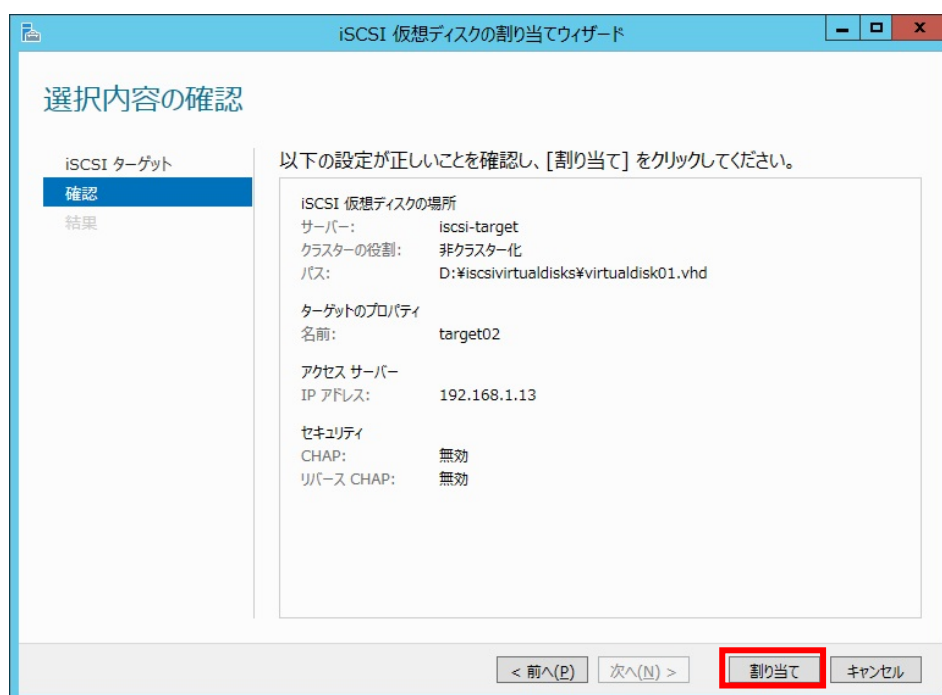 iSCSI 仮想ディスクの割り当てウィザード
選択内容の確認
iSCSI ターゲット
確認
結果
以下の設定が正しいことを確認し、[割り当て] をクリックしてください。
iSCSI 仮想ディスクの場所
サーバー: iscsi-target
クラスターの役割: 非クラスター化
パス: D:¥iscsivirtualdisks¥virtualdisk01.vhd
ターゲットのプロパティ
名前: target02
アクセス サーバー
IP アドレス: 192.168.1.13
セキュリティ
CHAP: 無効
リバース CHAP: 無効
< 前へ(P) 次へ(N) > 割り当て キャンセル